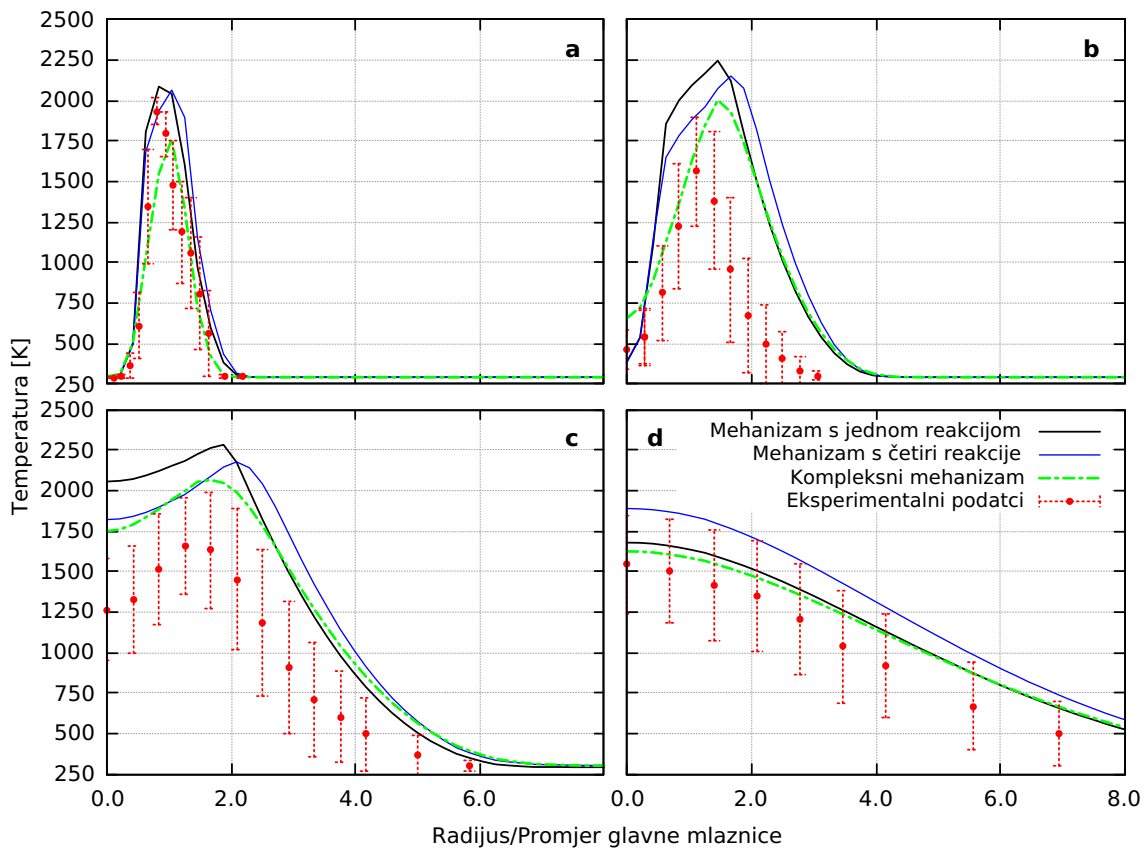 2500
2250
2000
1750
1500
1250
1000
750
500
250
a
b
Temperatura [K]
2500
2250
2000
1750
1500
1250
1000
750
500
250
c
d
Mehanizam s jednom reakcijom
Mehanizam s četiri reakcije
Kompleksni mehanizam
Eksperimentalni podatci
0.0 2.0 4.0 6.0 0.0 2.0 4.0 6.0 8.0
Radijus/Promjer glavne mlaznice